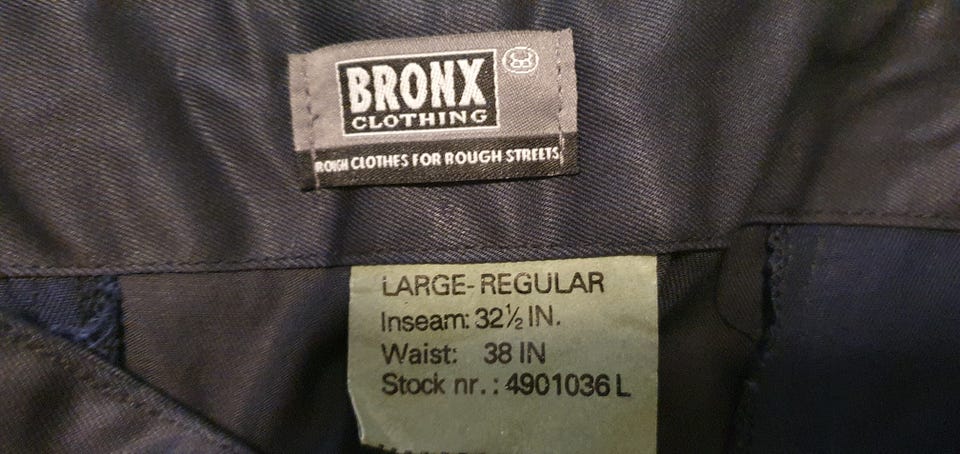 BRONX
CLOTHING
ROUGH CLOTHES FOR ROUGH STREETS
LARGE-REGULAR
Inseam: 32½ IN.
Waist: 38 IN
Stock nr.: 4901036 L